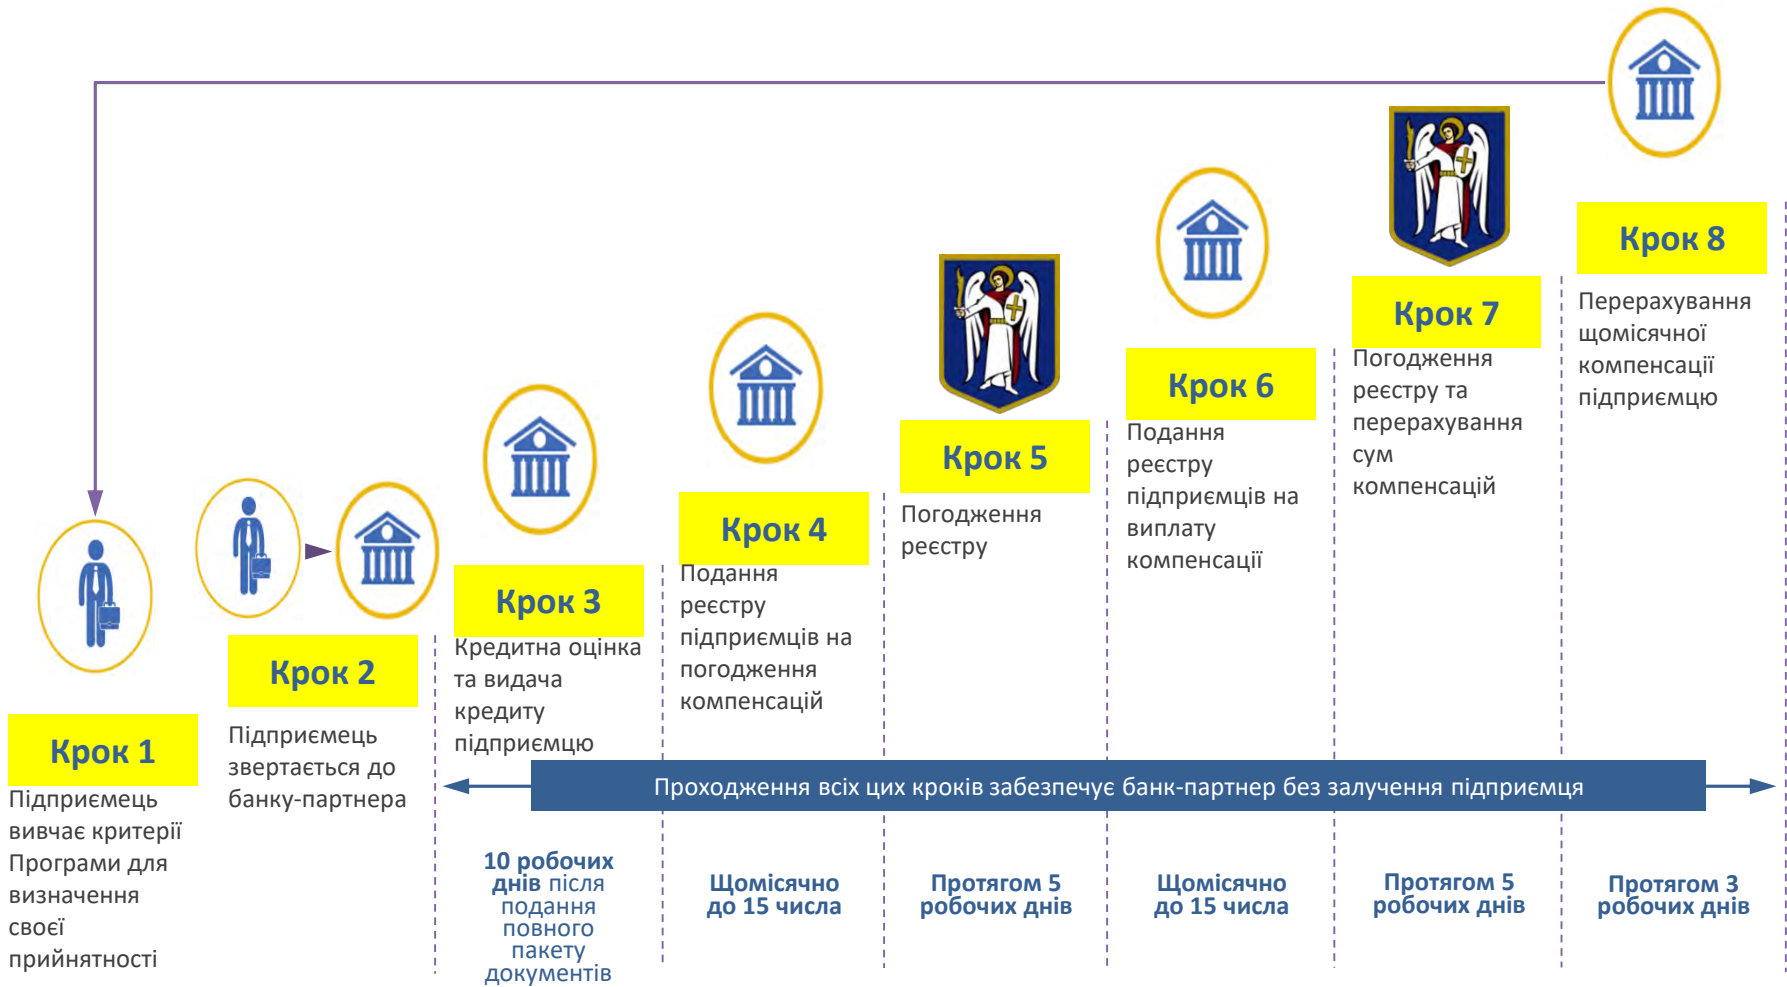 Крок 1
Підприємець
вивчає критерії
Програми для
визначення
своєї
прийнятності
Крок 2
Підприємець
звертається до
банку-партнера
Крок 3
Кредитна оцінка
та видача
кредиту
підприємцю
Крок 4
Подання
реєстру
підприємців на
погодження
компенсацій
Крок 5
Погодження
реєстру
Крок 6
Подання
реєстру
підприємців на
виплату
компенсації
Крок 7
Погодження
реєстру та
перерахування
сум
компенсацій
Крок 8
Перерахування
щомісячної
компенсації
підприємцю
Проходження всіх цих кроків забезпечує банк-партнер без залучення підприємця
10 робочих
днів після
подання
повного
пакету
документів
Щомісячно
до 15 числа
Протягом 5
робочих днів
Щомісячно
до 15 числа
Протягом 5
робочих днів
Протягом 3
робочих днів